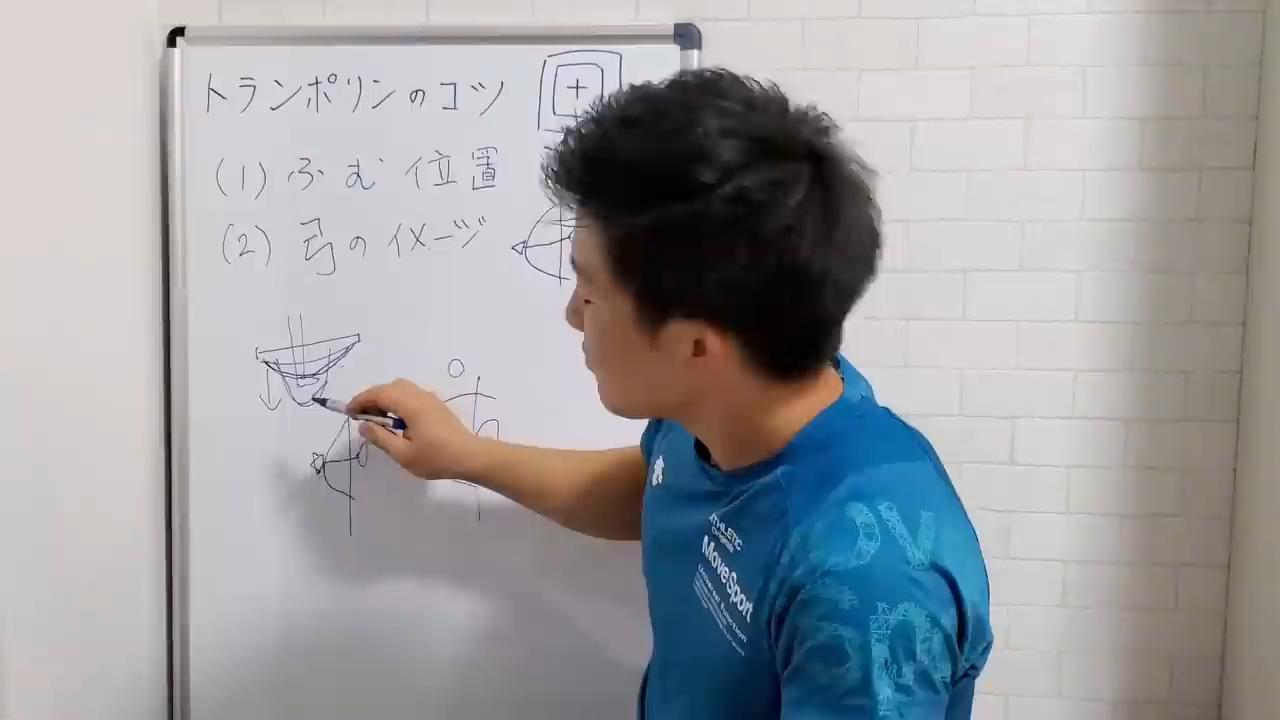 トランポリンのコツ
(1) ふむ 位置
(2) 弓のイメージ
ATHLETIC
MoveSport